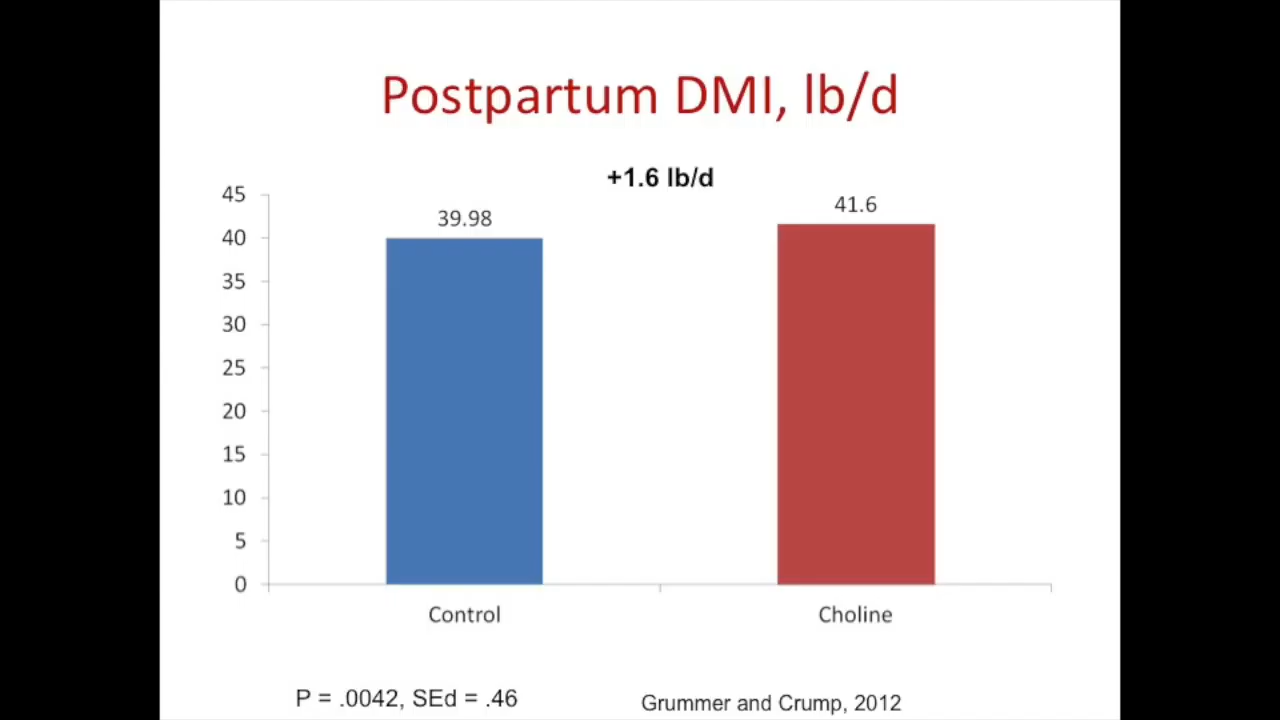 Postpartum DMI, lb/d
+1.6 lb/d
45
40
35
30
25
20
15
10
5
0
39.98
41.6
Control
Choline
P = .0042, SEd = .46
Grummer and Crump, 2012